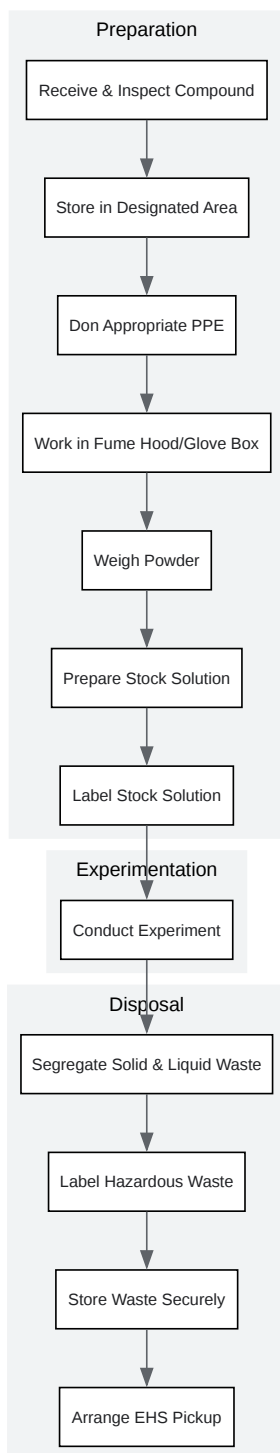 Preparation
Receive & Inspect Compound
Store in Designated Area
Don Appropriate PPE
Work in Fume Hood/Glove Box
Weigh Powder
Prepare Stock Solution
Label Stock Solution
Experimentation
Conduct Experiment
Disposal
Segregate Solid & Liquid Waste
Label Hazardous Waste
Store Waste Securely
Arrange EHS Pickup